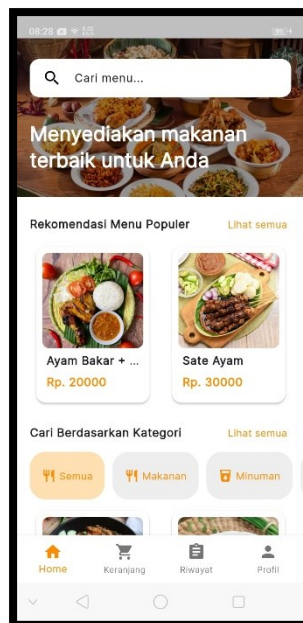 08:28
Cari menu...
Menyediakan makanan
terbaik untuk Anda
Rekomendasi Menu Populer
Lihat semua
Ayam Bakar + ...
Rp. 20000
Sate Ayam
Rp. 30000
Cari Berdasarkan Kategori
Lihat semua
Semua
Makanan
Minuman
Home
Keranjang
Riwayat
Profil